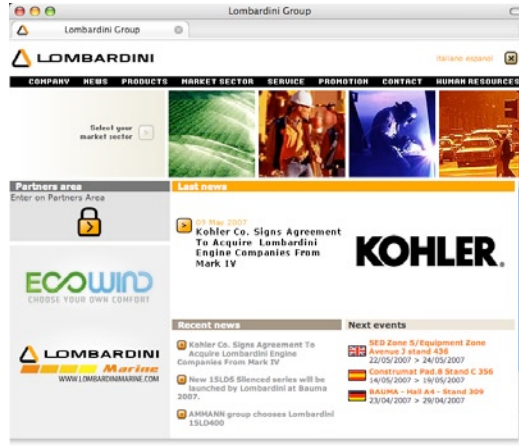 Lombardini Group
Lombardini Group
LOMBARDINI
italiano espanol
COMPANY NEWS PRODUCTS MARKET SECTOR SERVICE PROMOTION CONTACT HUMAN RESOURCES
Select your
market sector
Partners area
Enter on Partners Area
Last news
09 May 2007
Kohler Co. Signs Agreement
To Acquire Lombardini
Engine Companies From
Mark IV
KOHLER.
ECOWIND
CHOOSE YOUR OWN COMFORT
LOMBARDINI
Marine
WWW.LOMBARDINIMARINE.COM
Recent news
Kohler Co. Signs Agreement To
Acquire Lombardini Engine
Companies From Mark IV
New 15LD5 Silenced series will be
launched by Lombardini at Bauma
2007.
AMMANN group chooses Lombardini
15LD400
Next events
SED Zone S/Equipment Zone
Avenue J stand 436
22/05/2007 > 24/05/2007
Construmat Pad.8 Stand C 356
14/05/2007 > 19/05/2007
BAUMA - Hall A4 - Stand 309
23/04/2007 > 29/04/2007